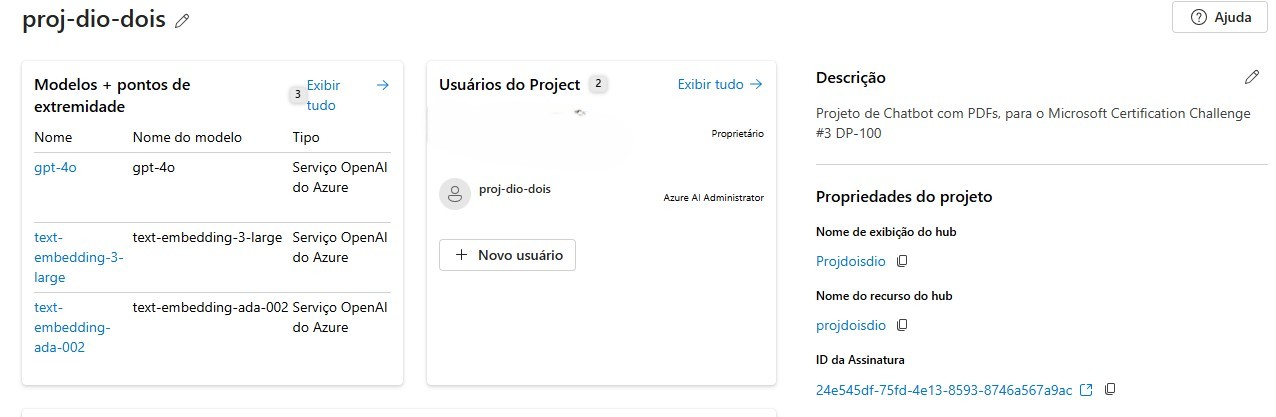 proj-dio-dois
Ajuda
Modelos + pontos de
extremidade
3
Exibir
tudo
Nome
Nome do modelo
Tipo
gpt-4o
gpt-4o
Serviço OpenAI
do Azure
text-
embedding-3-
large
text-embedding-3-large
Serviço OpenAI
do Azure
text-
embedding-
ada-002
text-embedding-ada-002
Serviço OpenAI
do Azure
Usuários do Project
2
Exibir tudo
Proprietário
proj-dio-dois
Azure AI Administrator
Novo usuário
Descrição
Projeto de Chatbot com PDFs, para o Microsoft Certification Challenge
#3 DP-100
Propriedades do projeto
Nome de exibição do hub
Projdoisdio
Nome do recurso do hub
projdoisdio
ID da Assinatura
24e545df-75fd-4e13-8593-8746a567a9ac